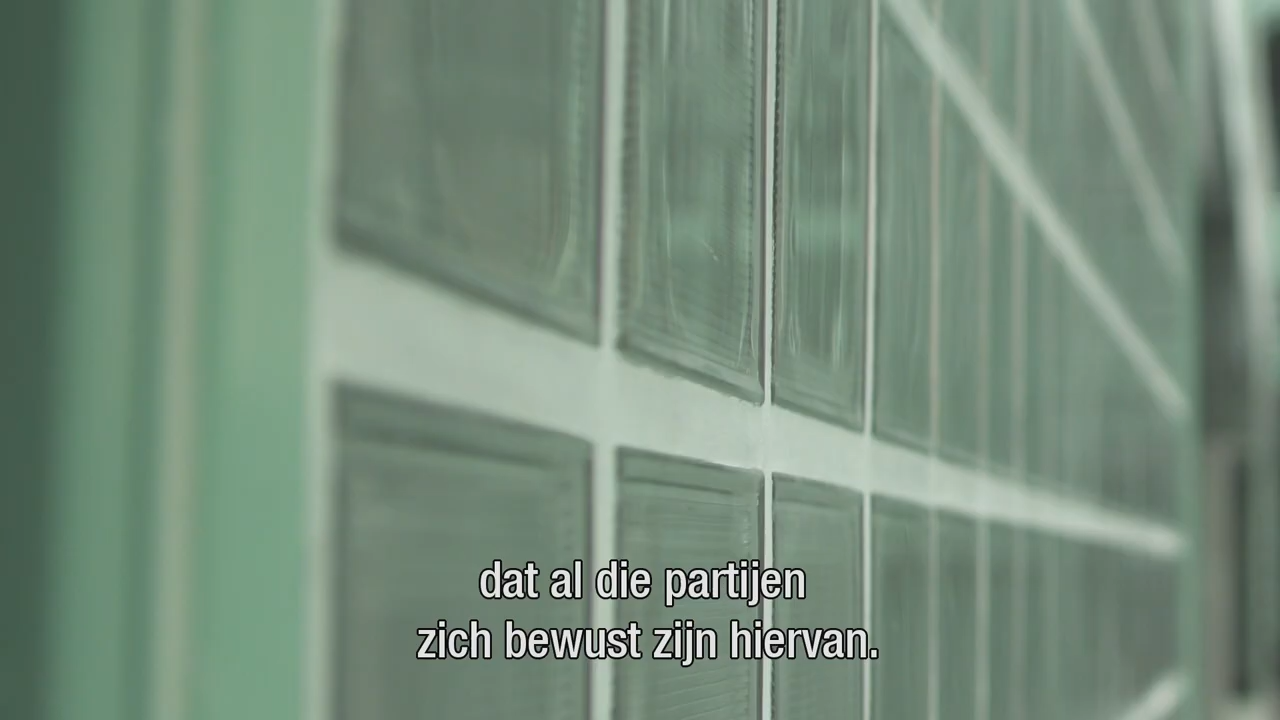 dat al die partijen
zich bewust zijn hiervan.